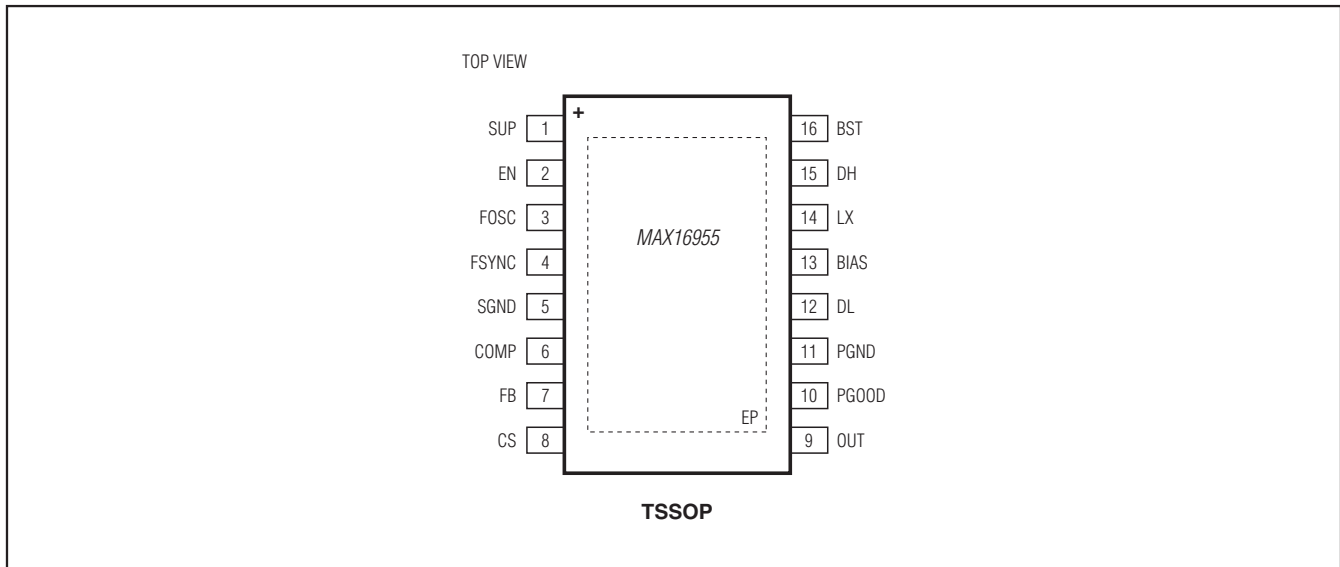 TOP VIEW
+
SUP 1
EN 2
FOSC 3
FSYNC 4
SGND 5
COMP 6
FB 7
CS 8
MAX16955
EP
16 BST
15 DH
14 LX
13 BIAS
12 DL
11 PGND
10 PGOOD
9 OUT
TSSOP